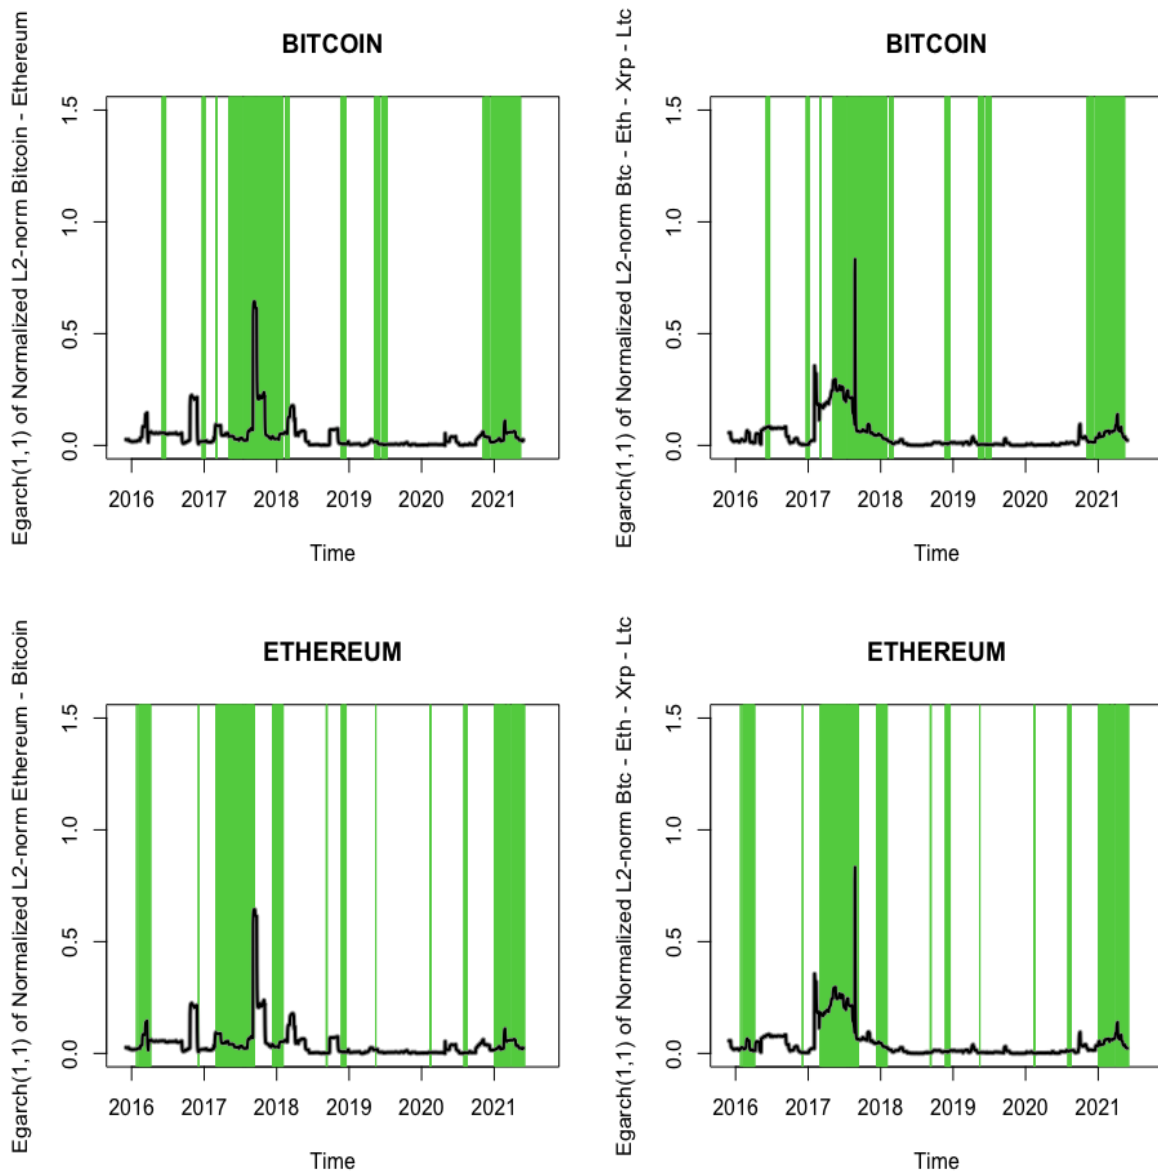 BITCOIN
Egarch(1,1) of Normalized L2-norm Bitcoin - Ethereum
1.5
1.0
0.5
0.0
2016 2017 2018 2019 2020 2021
Time
BITCOIN
Egarch(1,1) of Normalized L2-norm Btc - Eth - Xrp - Ltc
1.5
1.0
0.5
0.0
2016 2017 2018 2019 2020 2021
Time
ETHEREUM
Egarch(1,1) of Normalized L2-norm Ethereum - Bitcoin
1.5
1.0
0.5
0.0
2016 2017 2018 2019 2020 2021
Time
ETHEREUM
Egarch(1,1) of Normalized L2-norm Btc - Eth - Xrp - Ltc
1.5
1.0
0.5
0.0
2016 2017 2018 2019 2020 2021
Time